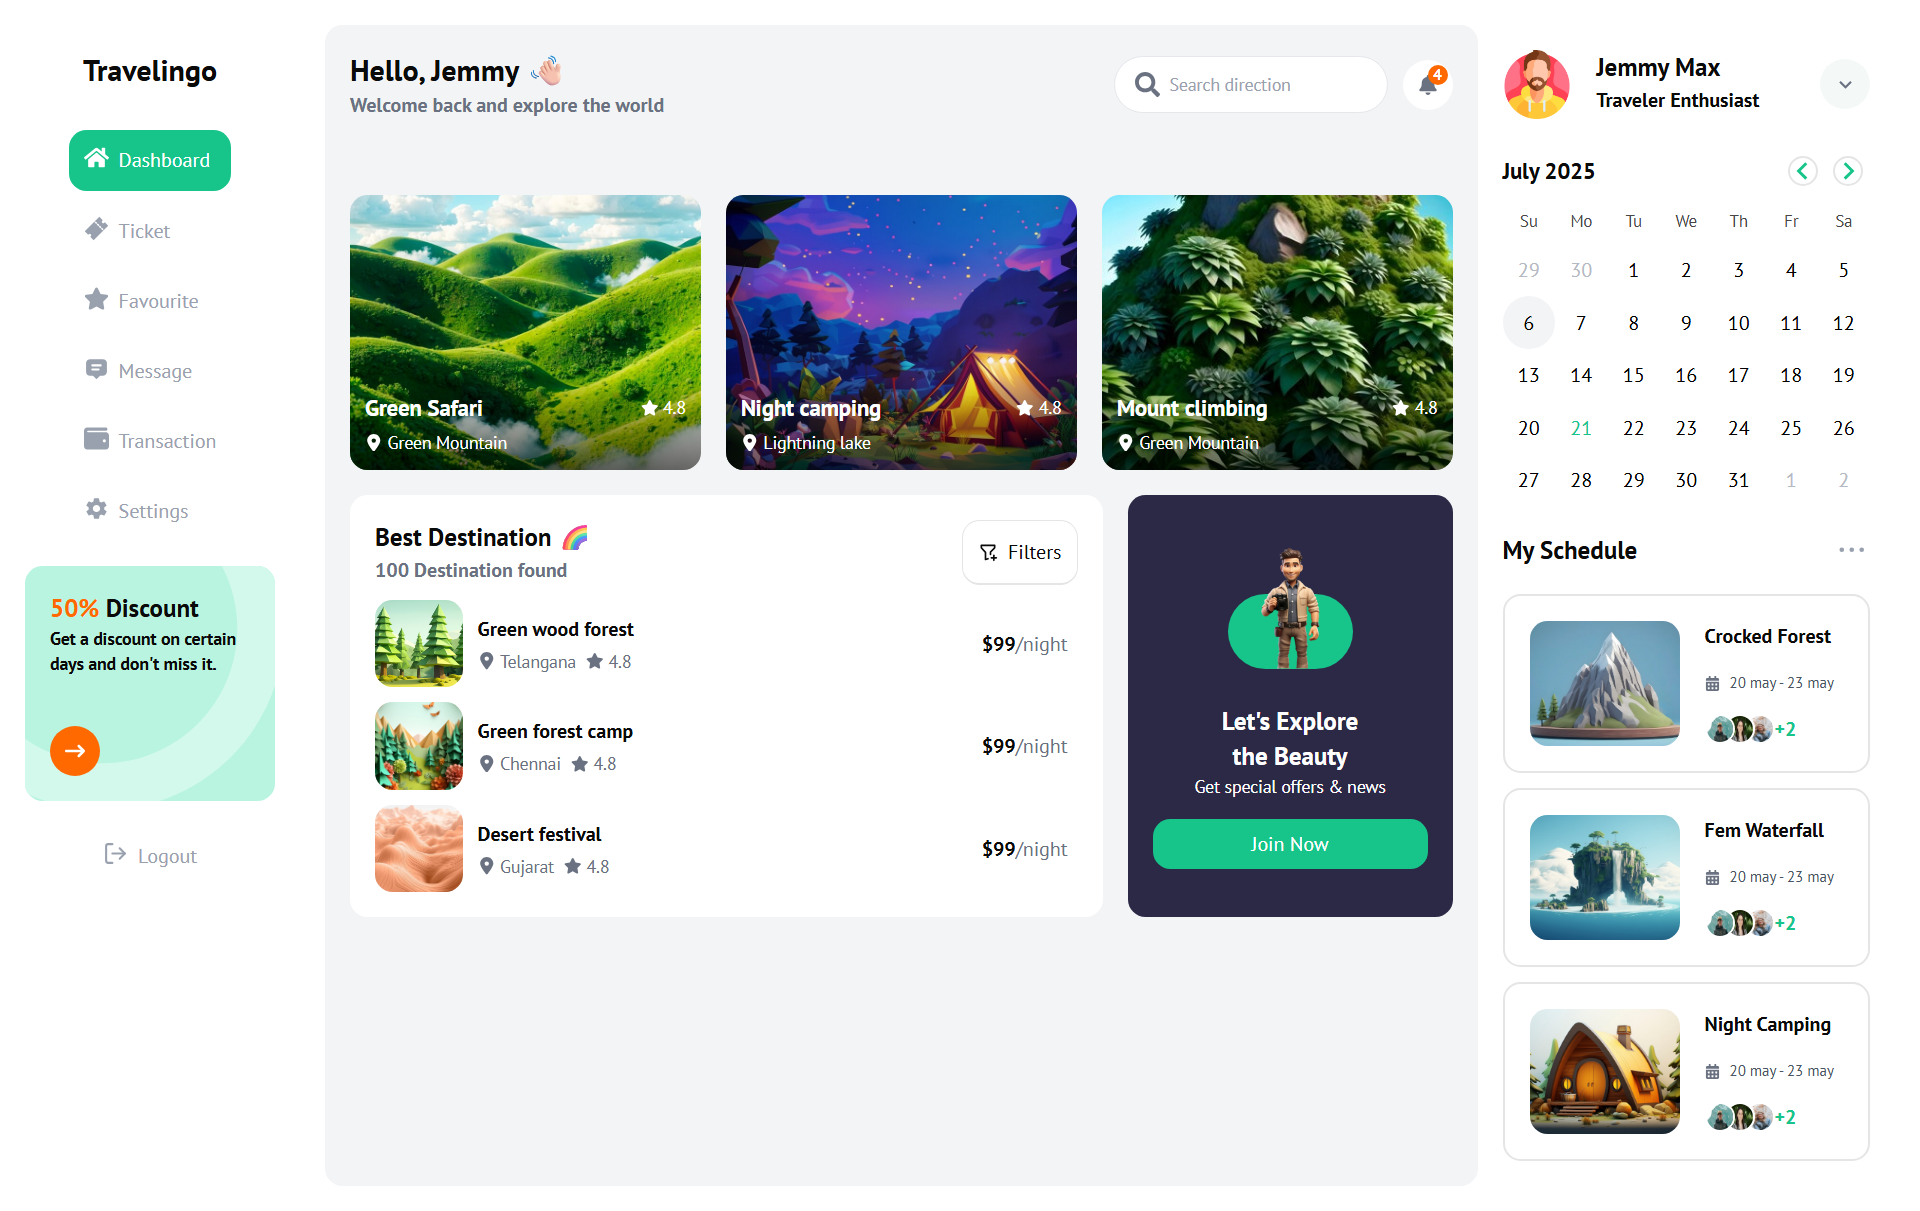 Travelingo
Dashboard
Ticket
Favourite
Message
Transaction
Settings
50% Discount
Get a discount on certain
days and don't miss it.
Logout
Hello, Jemmy 👋🏻
Welcome back and explore the world
Search direction
4
Green Safari
4.8
Green Mountain
Night camping
4.8
Lightning lake
Mount climbing
4.8
Green Mountain
Best Destination 🌈
100 Destination found
Filters
Green wood forest
Telangana 4.8
$99/night
Green forest camp
Chennai 4.8
$99/night
Desert festival
Gujarat 4.8
$99/night
Let's Explore
the Beauty
Get special offers & news
Join Now
Jemmy Max
Traveler Enthusiast
July 2025
Su Mo Tu We Th Fr Sa
29 30 1 2 3 4 5
6 7 8 9 10 11 12
13 14 15 16 17 18 19
20 21 22 23 24 25 26
27 28 29 30 31 1 2
My Schedule
Crocked Forest
20 may - 23 may
+2
Fem Waterfall
20 may - 23 may
+2
Night Camping
20 may - 23 may
+2